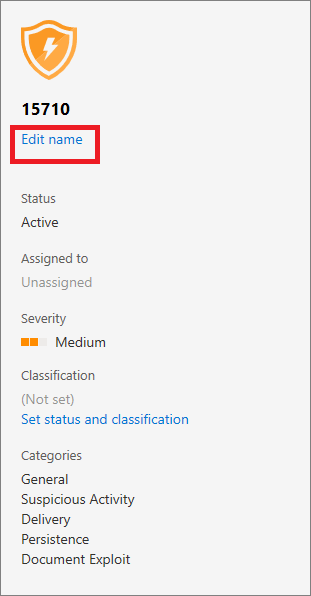 15710
Edit name
Status
Active
Assigned to
Unassigned
Severity
Medium
Classification
(Not set)
Set status and classification
Categories
General
Suspicious Activity
Delivery
Persistence
Document Exploit